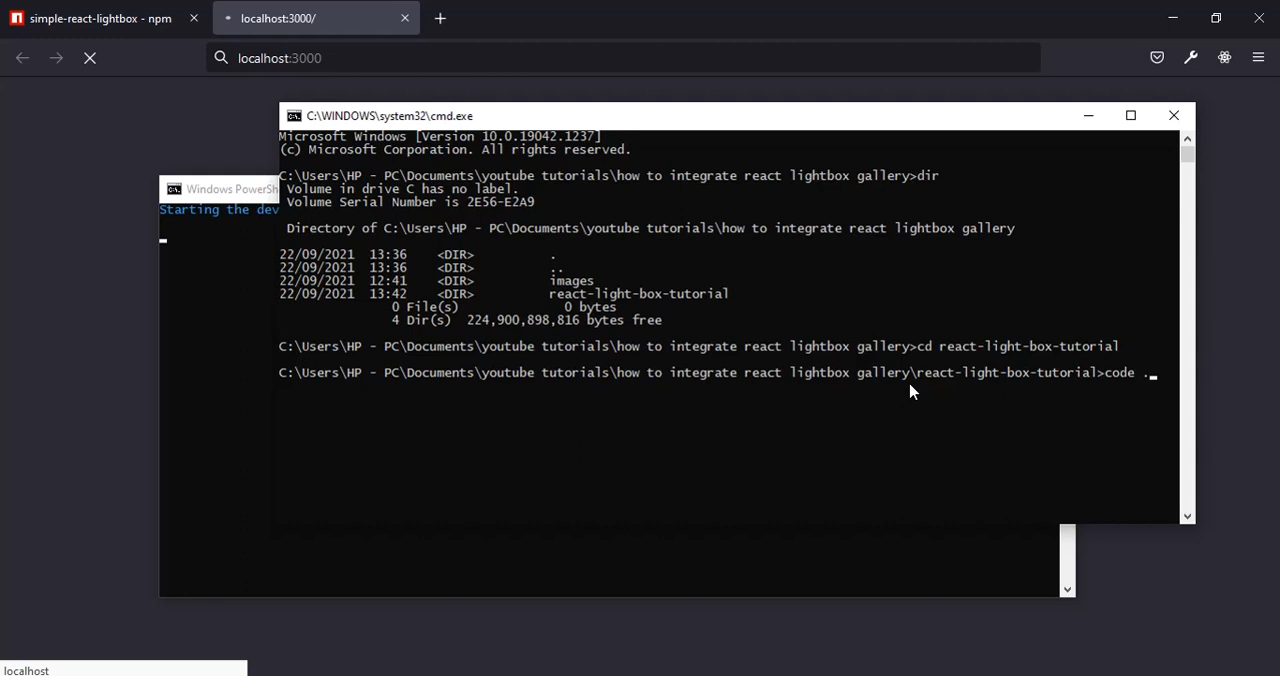 simple-react-lightbox - npm
localhost:3000/
localhost:3000
C:\WINDOWS\system32\cmd.exe
Microsoft Windows [Version 10.0.19042.1237]
(c) Microsoft Corporation. All rights reserved.
C:\Users\HP - PC\Documents\youtube tutorials\how to integrate react lightbox gallery>dir
Volume in drive C has no label.
Volume Serial Number is 2E56-E2A9
Directory of C:\Users\HP - PC\Documents\youtube tutorials\how to integrate react lightbox gallery
22/09/2021 13:36 <DIR> .
22/09/2021 13:36 <DIR> ..
22/09/2021 12:41 <DIR> images
22/09/2021 13:42 <DIR> react-light-box-tutorial
0 File(s) 0 bytes
4 Dir(s) 224,900,898,816 bytes free
C:\Users\HP - PC\Documents\youtube tutorials\how to integrate react lightbox gallery>cd react-light-box-tutorial
C:\Users\HP - PC\Documents\youtube tutorials\how to integrate react lightbox gallery\react-light-box-tutorial>code .
Windows PowerSh
Starting the dev
localhost